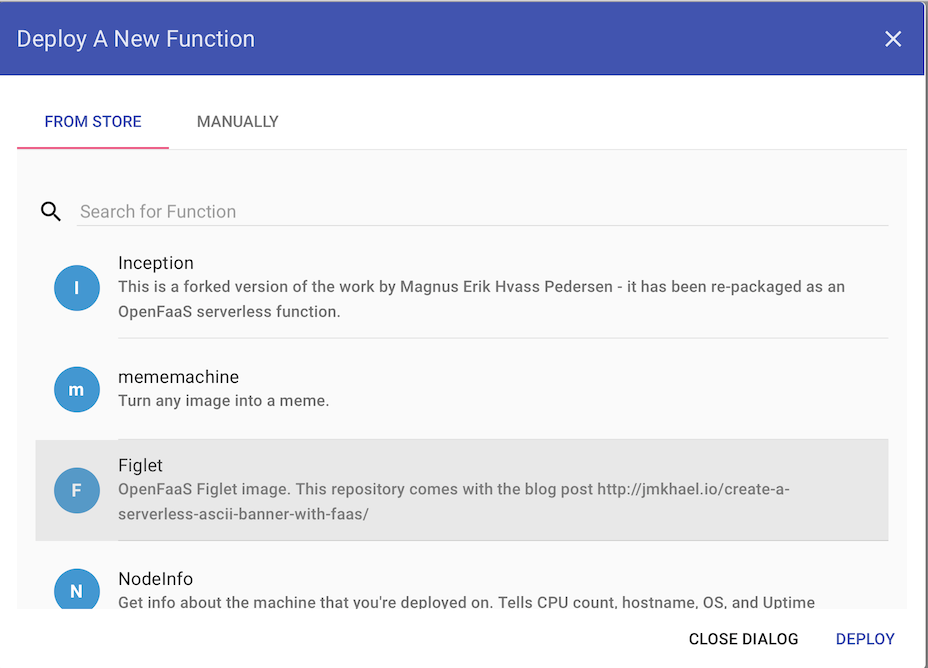 Deploy A New Function
FROM STORE
MANUALLY
Search for Function
I
Inception
This is a forked version of the work by Magnus Erik Hvass Pedersen - it has been re-packaged as an
OpenFaaS serverless function.
m
mememachine
Turn any image into a meme.
F
Figlet
OpenFaaS Figlet image. This repository comes with the blog post http://jmkhael.io/create-a-
serverless-ascii-banner-with-faas/
N
NodeInfo
Get info about the machine that you're deployed on. Tells CPU count, hostname, OS, and Uptime
CLOSE DIALOG
DEPLOY